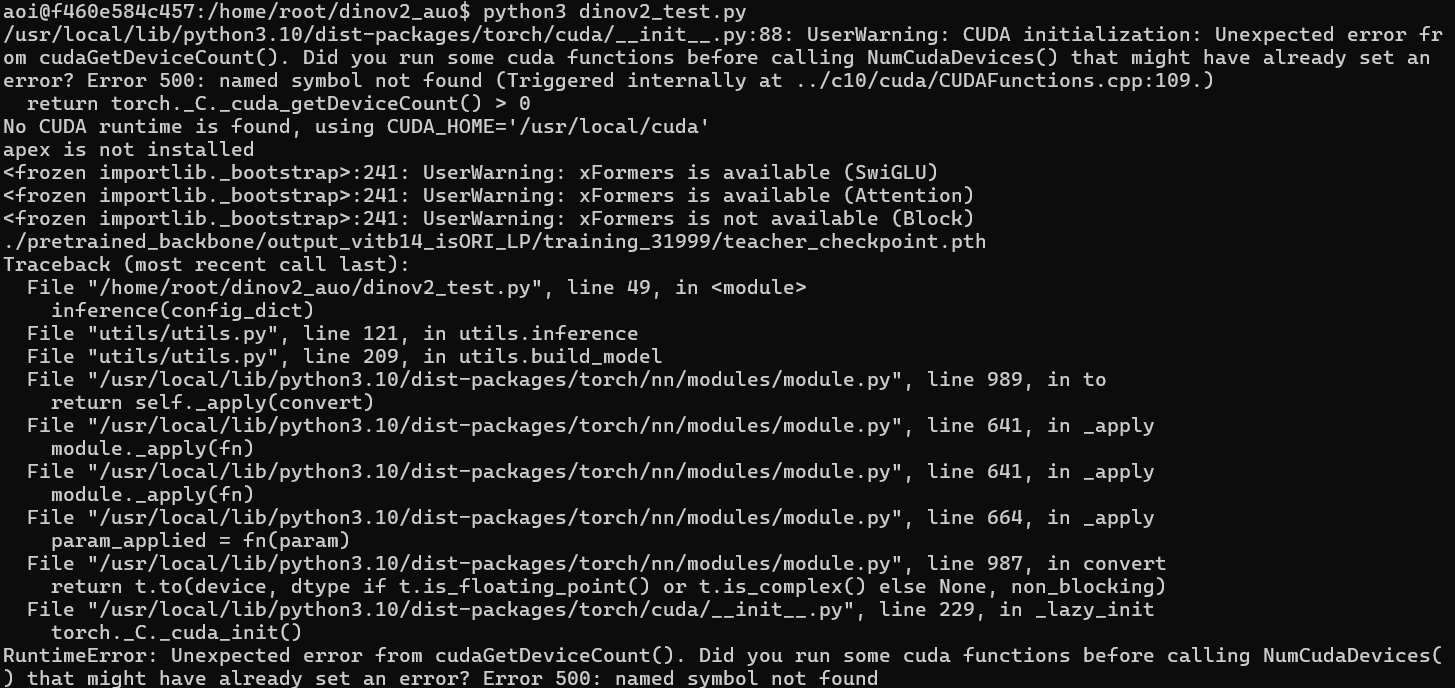 aoi@f460e584c457:/home/root/dinov2_auo$ python3 dinov2_test.py
/usr/local/lib/python3.10/dist-packages/torch/cuda/__init__.py:88: UserWarning: CUDA initialization: Unexpected error fr
om cudaGetDeviceCount(). Did you run some cuda functions before calling NumCudaDevices() that might have already set an
error? Error 500: named symbol not found (Triggered internally at ../c10/cuda/CUDAFunctions.cpp:109.)
  return torch._C._cuda_getDeviceCount() > 0
No CUDA runtime is found, using CUDA_HOME='/usr/local/cuda'
apex is not installed
<frozen importlib._bootstrap>:241: UserWarning: xFormers is available (SwiGLU)
<frozen importlib._bootstrap>:241: UserWarning: xFormers is available (Attention)
<frozen importlib._bootstrap>:241: UserWarning: xFormers is not available (Block)
./pretrained_backbone/output_vitb14_isORI_LP/training_31999/teacher_checkpoint.pth
Traceback (most recent call last):
  File "/home/root/dinov2_auo/dinov2_test.py", line 49, in <module>
    inference(config_dict)
  File "utils/utils.py", line 121, in utils.inference
  File "utils/utils.py", line 209, in utils.build_model
  File "/usr/local/lib/python3.10/dist-packages/torch/nn/modules/module.py", line 989, in to
    return self._apply(convert)
  File "/usr/local/lib/python3.10/dist-packages/torch/nn/modules/module.py", line 641, in _apply
    module._apply(fn)
  File "/usr/local/lib/python3.10/dist-packages/torch/nn/modules/module.py", line 641, in _apply
    module._apply(fn)
  File "/usr/local/lib/python3.10/dist-packages/torch/nn/modules/module.py", line 664, in _apply
    param_applied = fn(param)
  File "/usr/local/lib/python3.10/dist-packages/torch/nn/modules/module.py", line 987, in convert
    return t.to(device, dtype if t.is_floating_point() or t.is_complex() else None, non_blocking)
  File "/usr/local/lib/python3.10/dist-packages/torch/cuda/__init__.py", line 229, in _lazy_init
    torch._C._cuda_init()
RuntimeError: Unexpected error from cudaGetDeviceCount(). Did you run some cuda functions before calling NumCudaDevices(
) that might have already set an error? Error 500: named symbol not found